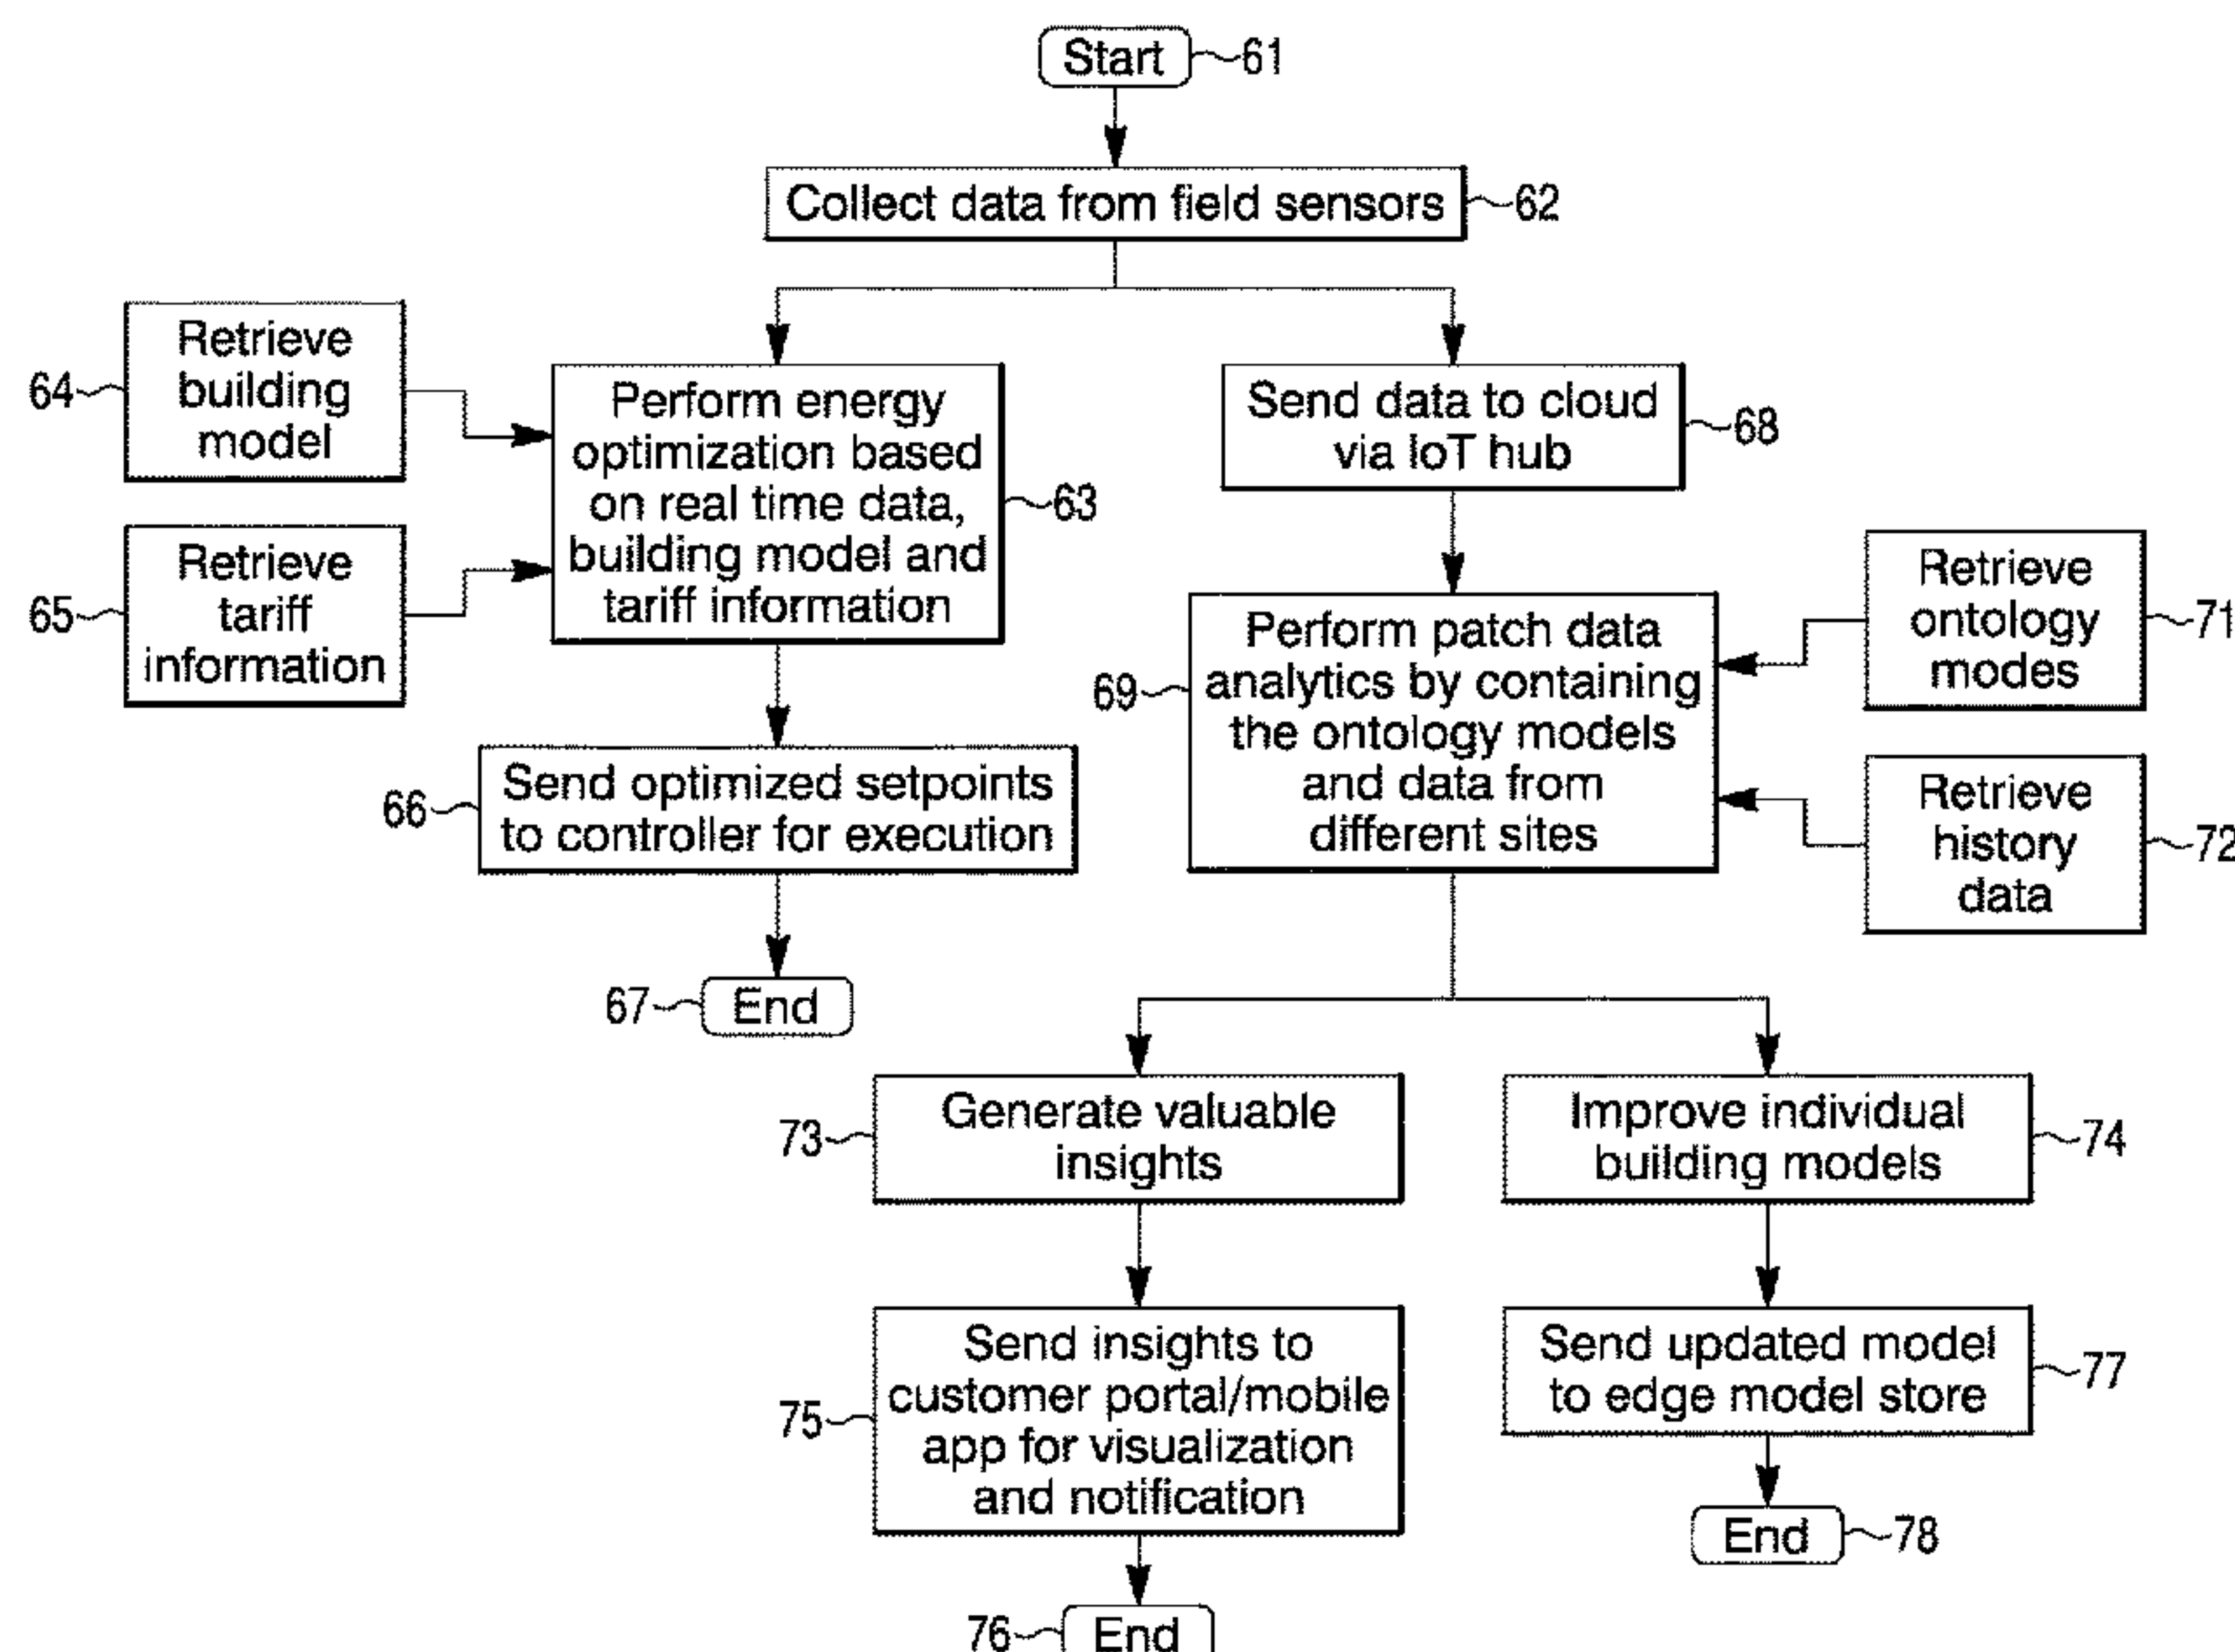 Start
61
Collect data from field sensors
62
Retrieve
building
model
64
Retrieve
tariff
information
65
Perform energy
optimization based
on real time data,
building model and
tariff information
63
Send optimized setpoints
to controller for execution
66
End
67
Send data to cloud
via IoT hub
68
Perform patch data
analytics by containing
the ontology models
and data from
different sites
69
Retrieve
ontology
modes
71
Retrieve
history
data
72
Generate valuable
insights
73
Improve individual
building models
74
Send insights to
customer portal/mobile
app for visualization
and notification
75
End
76
Send updated model
to edge model store
77
End
78